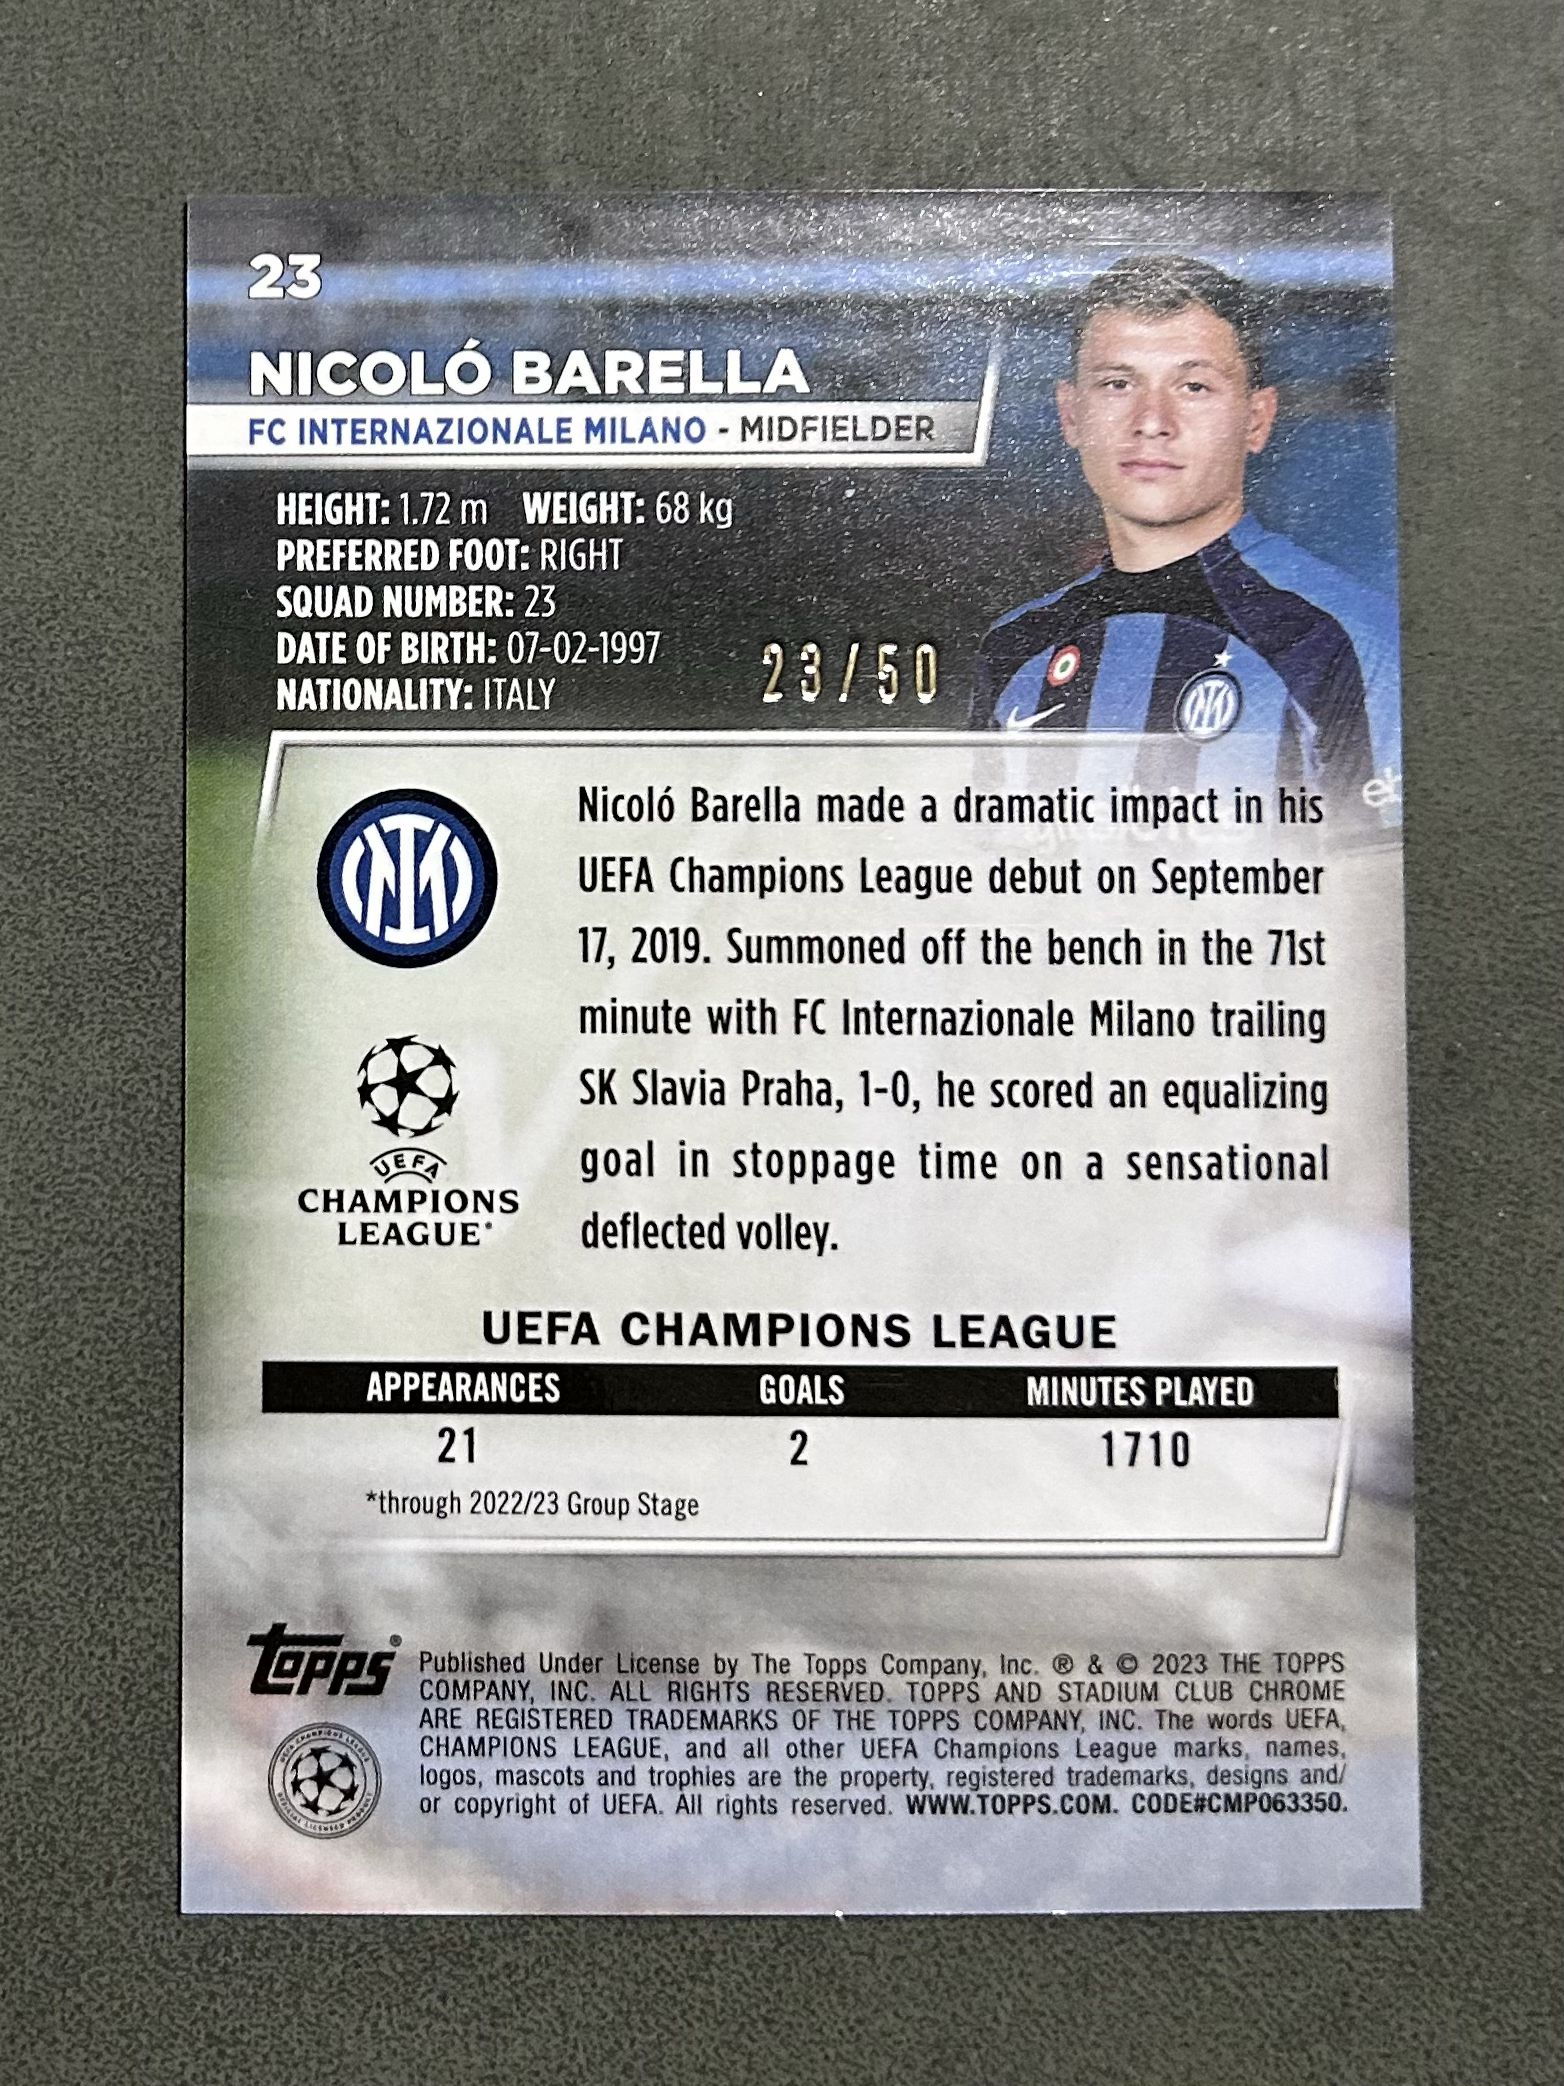 23
NICOLÓ BARELLA
FC INTERNAZIONALE MILANO - MIDFIELDER
HEIGHT: 1.72 m WEIGHT: 68 kg
PREFERRED FOOT: RIGHT
SQUAD NUMBER: 23
DATE OF BIRTH: 07-02-1997
NATIONALITY: ITALY
23/50
Nicoló Barella made a dramatic impact in his
UEFA Champions League debut on September
17, 2019. Summoned off the bench in the 71st
minute with FC Internazionale Milano trailing
SK Slavia Praha, 1-0, he scored an equalizing
goal in stoppage time on a sensational
deflected volley.
UEFA
CHAMPIONS
LEAGUE®
UEFA CHAMPIONS LEAGUE
APPEARANCES GOALS MINUTES PLAYED
21 2 1710
*through 2022/23 Group Stage
topps®
Published Under License by The Topps Company, Inc. ® & © 2023 THE TOPPS
COMPANY, INC. ALL RIGHTS RESERVED. TOPPS AND STADIUM CLUB CHROME
ARE REGISTERED TRADEMARKS OF THE TOPPS COMPANY, INC. The words UEFA,
CHAMPIONS LEAGUE, and all other UEFA Champions League marks, names,
logos, mascots and trophies are the property, registered trademarks, designs and/
or copyright of UEFA. All rights reserved. WWW.TOPPS.COM. CODE#CMP063350.
UEFA CHAMPIONS LEAGUE
OFFICIAL LICENSED PRODUCT